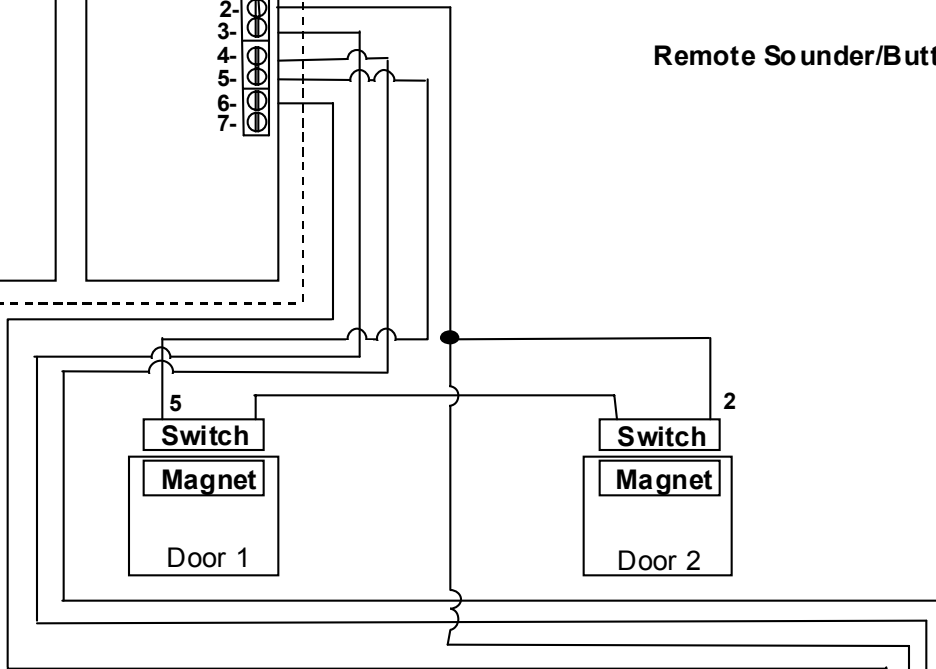 2-
3-
Remote Sounder/Butt
4-
5-
6-
7-
5
2
Switch
Switch
Magnet
Magnet
Door 1
Door 2